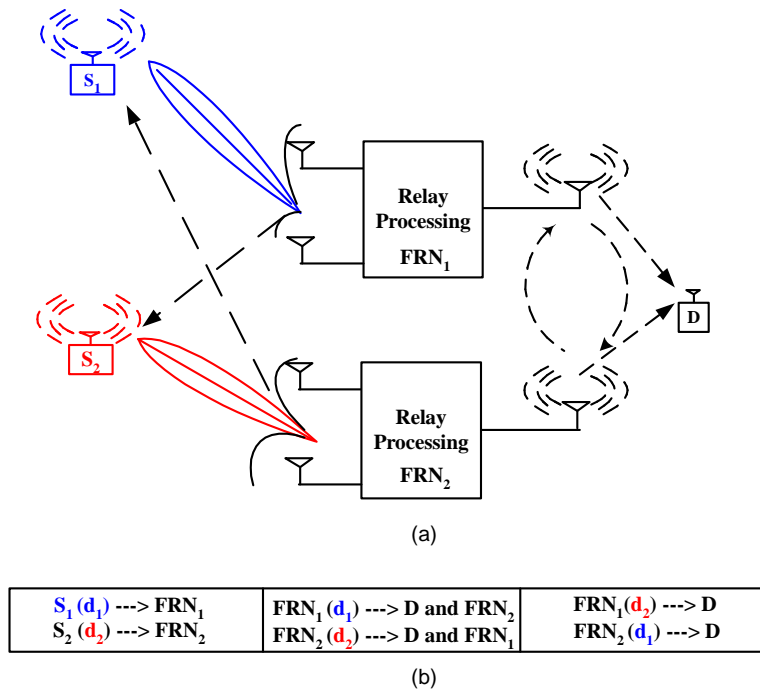 S₁
Relay
Processing
FRN₁
D
S₂
Relay
Processing
FRN₂
(a)
S₁(d₁) ---> FRN₁
S₂(d₂) ---> FRN₂
FRN₁(d₁) ---> D and FRN₂
FRN₂(d₂) ---> D and FRN₁
FRN₁(d₂) ---> D
FRN₂(d₁) ---> D
(b)